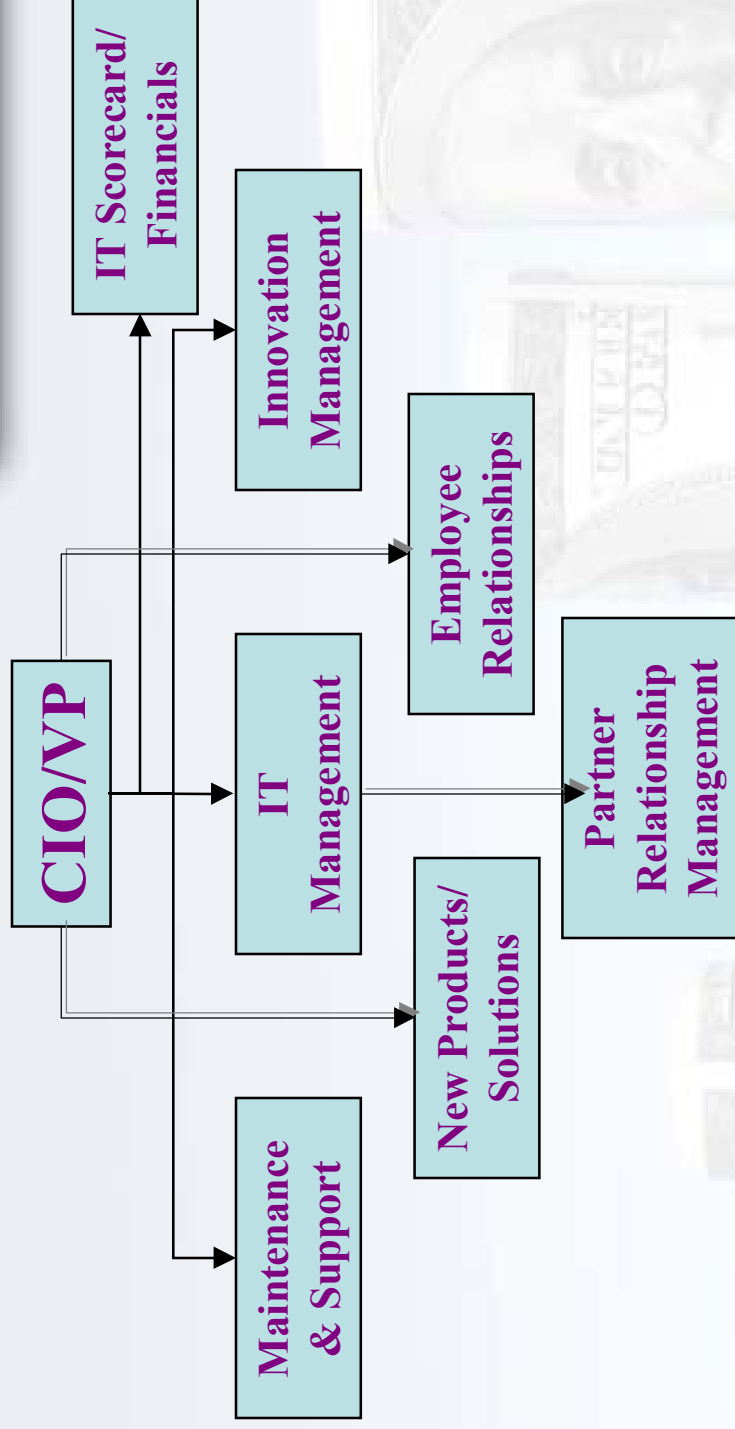 CIO/VP
IT Scorecard/
Financials
Maintenance
& Support
IT
Management
Innovation
Management
New Products/
Solutions
Employee
Relationships
Partner
Relationship
Management